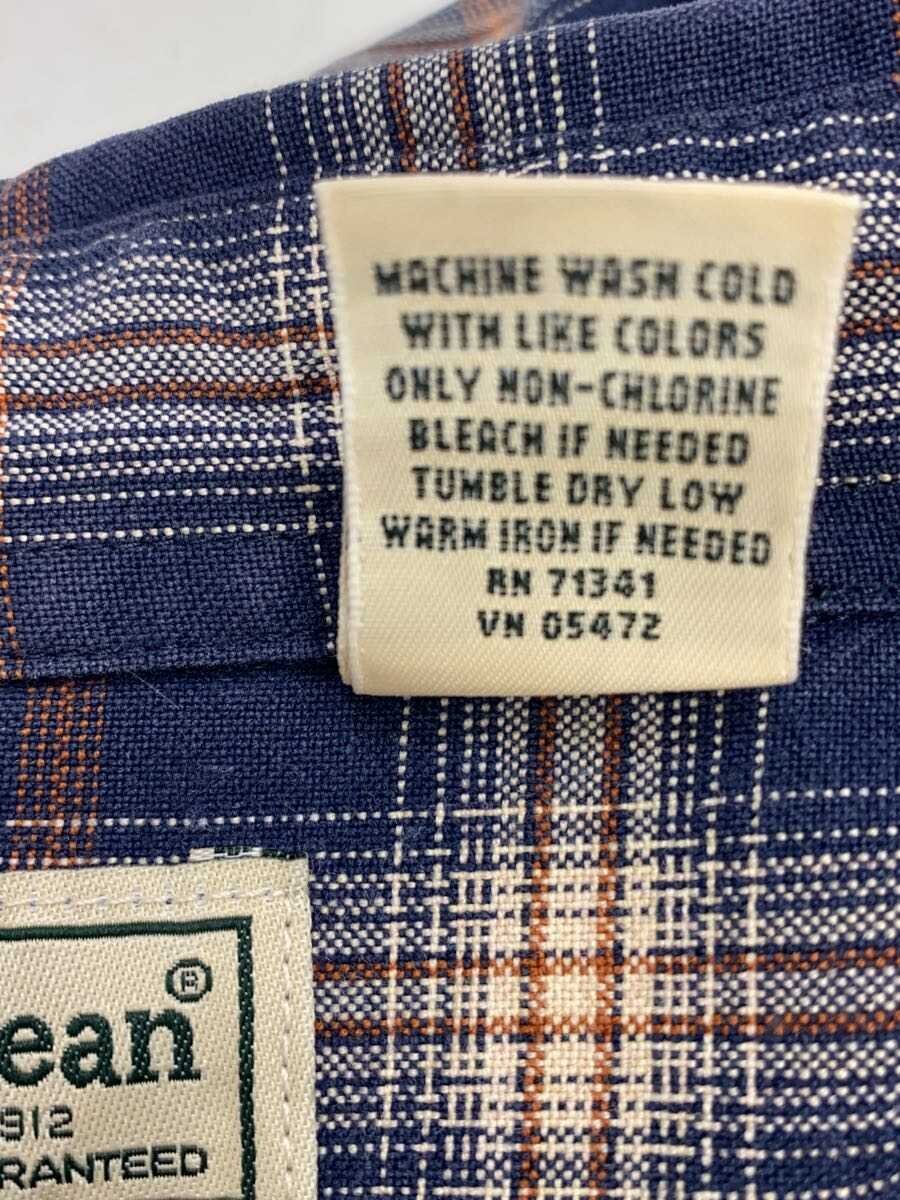 MACHINE WASH COLD
WITH LIKE COLORS
ONLY NON-CHLORINE
BLEACH IF NEEDED
TUMBLE DRY LOW
WARM IRON IF NEEDED
RN 71341
VN 05472
ean®
912
RANTEED